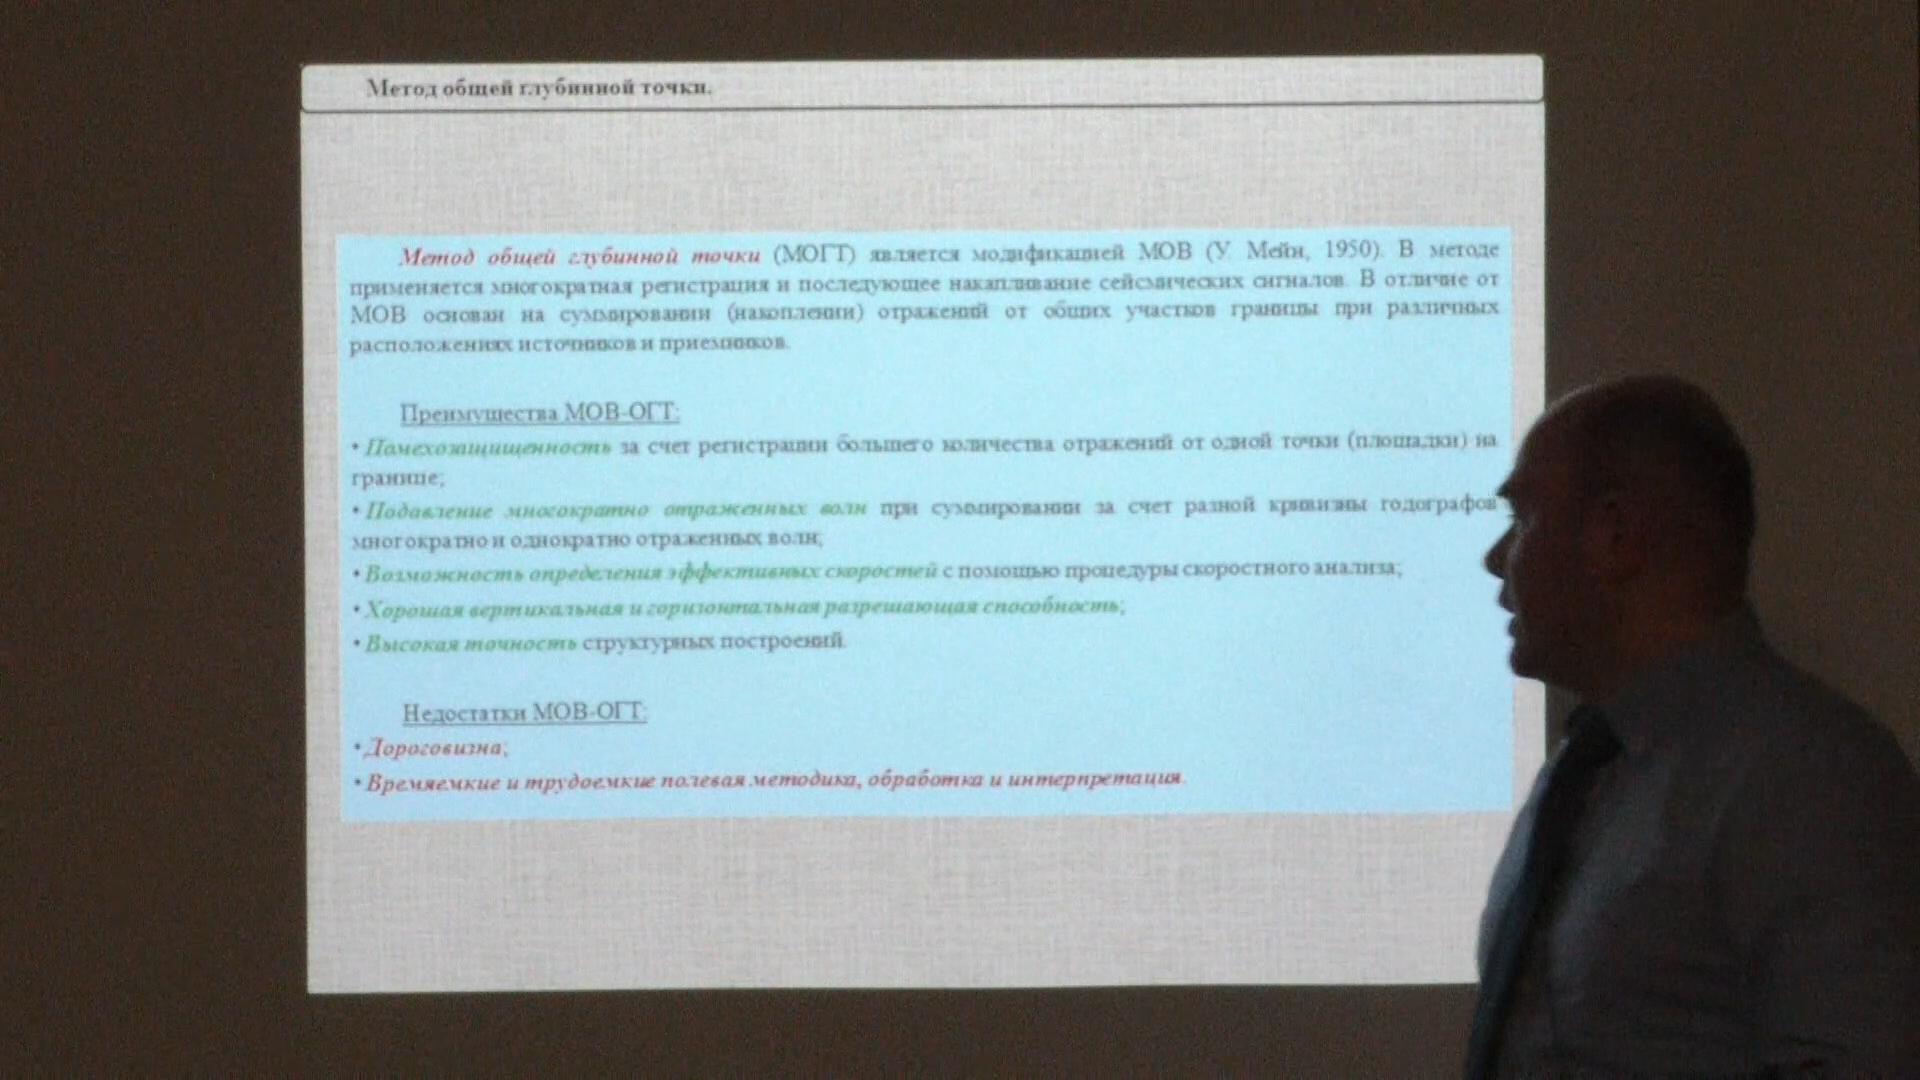 Метод общей глубинной точки.
Метод общей глубинной точки (МОГТ) является модификацией МОВ (У. Мейн, 1950). В методе
применяется многократная регистрация и последующее накапливание сейсмических сигналов. В отличие от
МОВ основан на суммировании (накоплении) отражений от общих участков границы при различных
расположениях источников и приемников.
Преимущества МОВ-ОГТ:
• Помехозащищенность за счет регистрации большего количества отражений от одной точки (площадки) на
границе;
• Подавление многократно отраженных волн при суммировании за счет разной кривизны годографов
многократно и однократно отраженных волн;
• Возможность определения эффективных скоростей с помощью процедуры скоростного анализа;
• Хорошая вертикальная и горизонтальная разрешающая способность;
• Высокая точность структурных построений.
Недостатки МОВ-ОГТ:
• Дороговизна;
• Времяемкие и трудоемкие полевая методика, обработка и интерпретация.